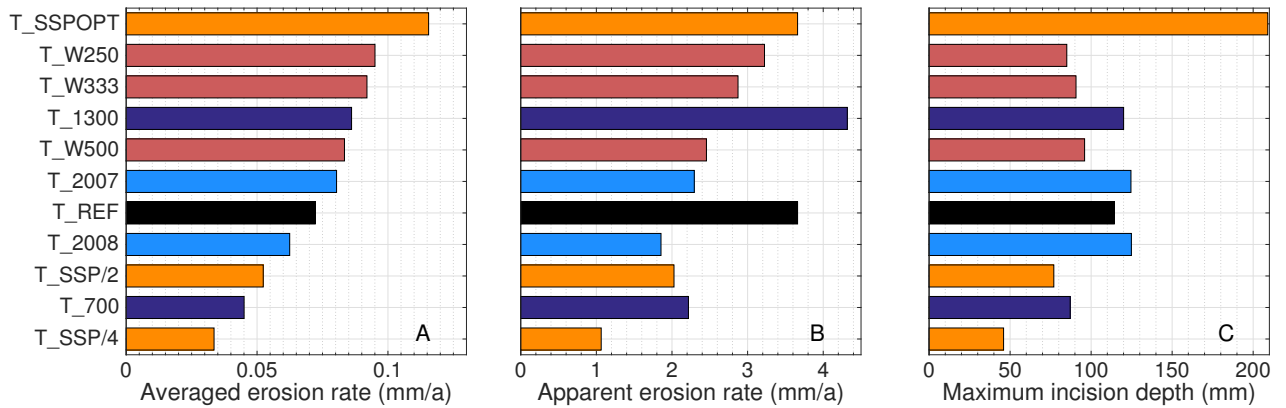 T_SSPOPT
T_W250
T_W333
T_1300
T_W500
T_2007
T_REF
T_2008
T_SSP/2
T_700
T_SSP/4
A
0 0.05 0.1
Averaged erosion rate (mm/a)
B
0 1 2 3 4
Apparent erosion rate (mm/a)
C
0 50 100 150 200
Maximum incision depth (mm)